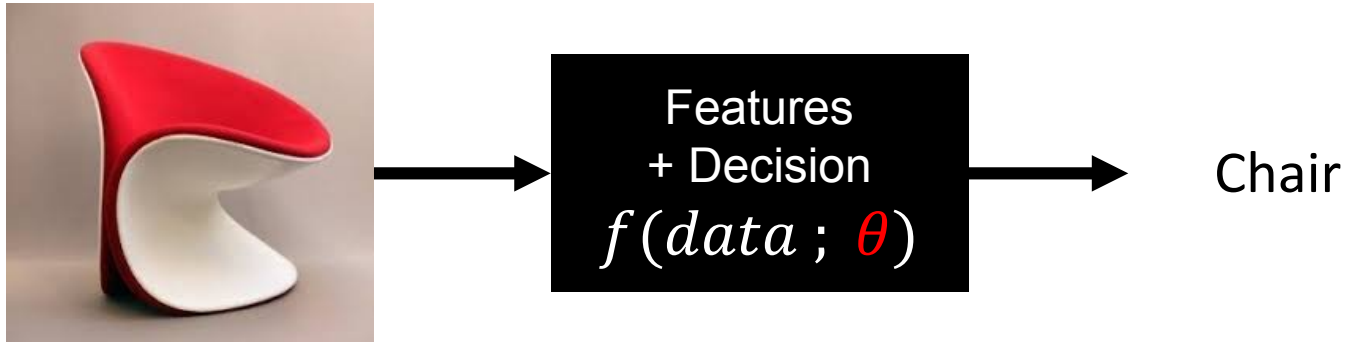 Features
+ Decision
f(data ; θ)
Chair